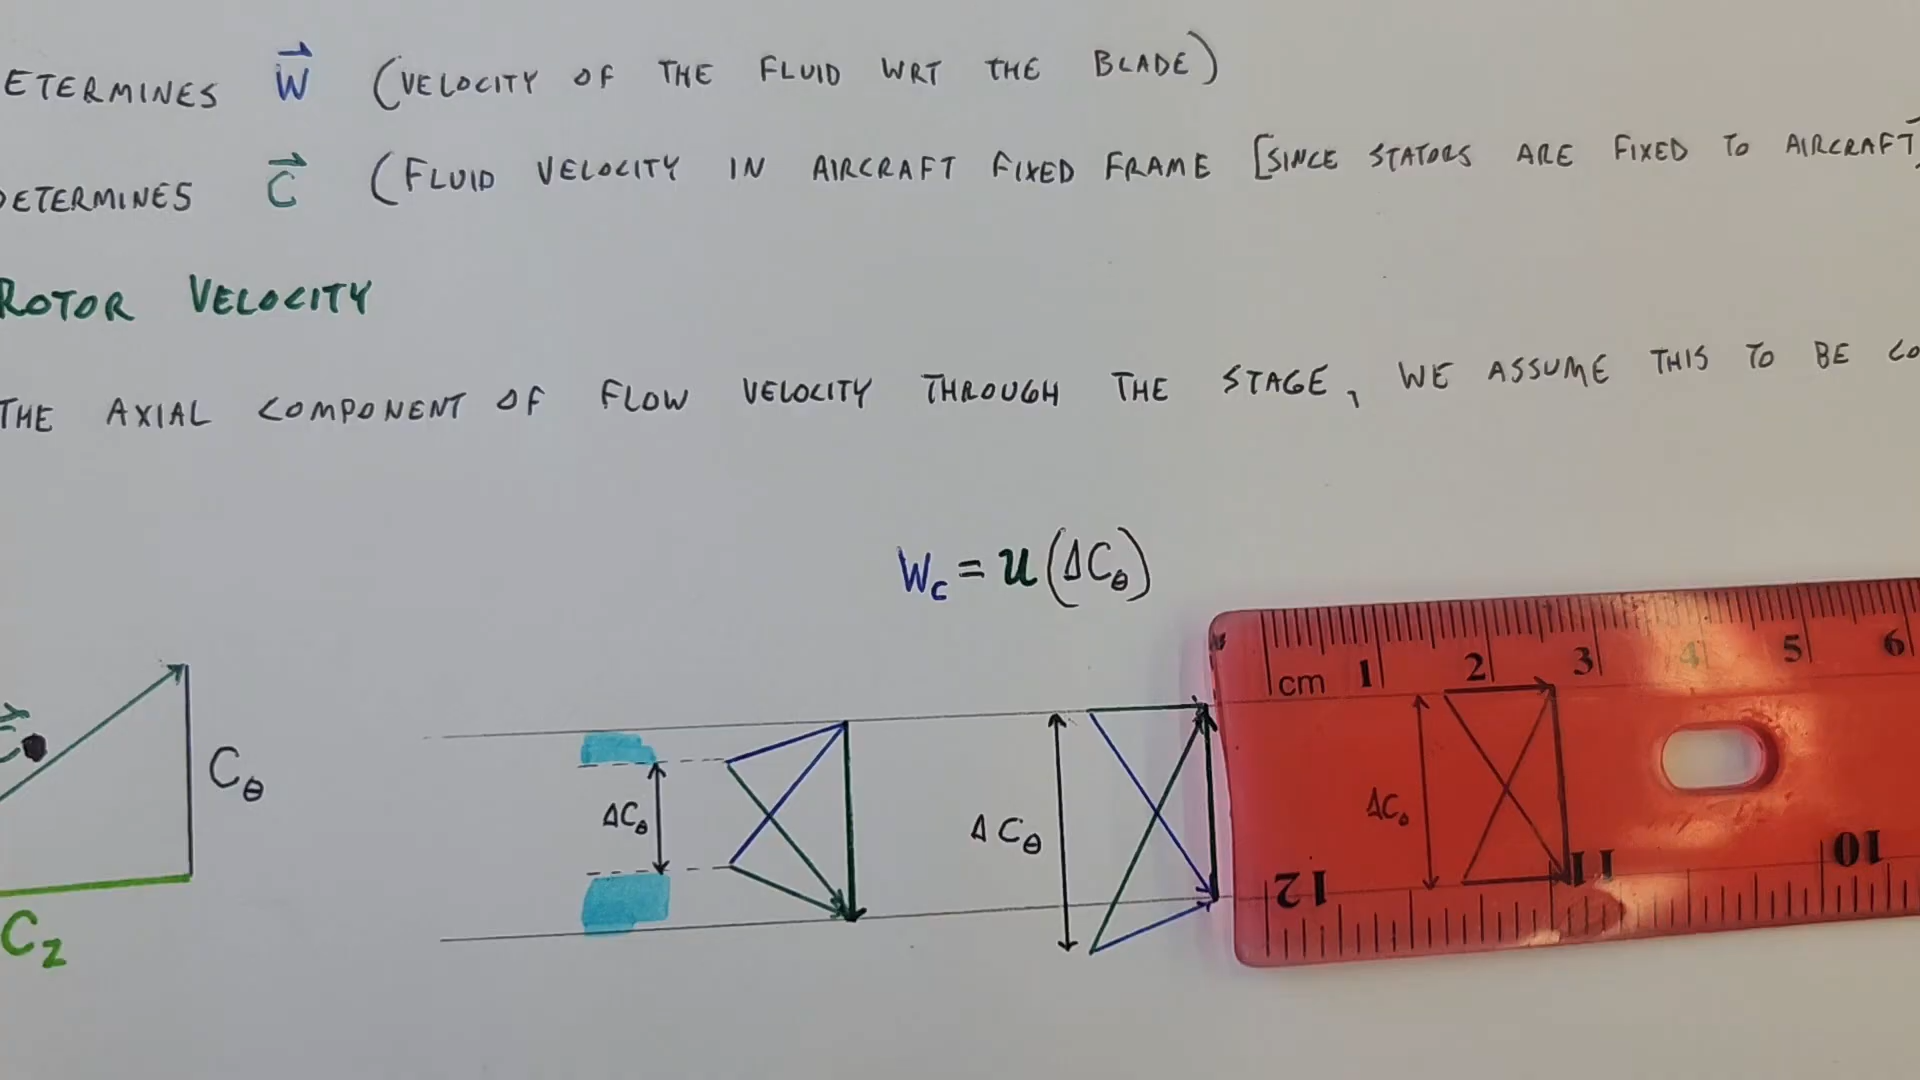 ETERMINES W (VELOCITY OF THE FLUID WRT THE BLADE)
DETERMINES C (FLUID VELOCITY IN AIRCRAFT FIXED FRAME [SINCE STATORS ARE FIXED TO AIRCRAFT]
ROTOR VELOCITY
THE AXIAL COMPONENT OF FLOW VELOCITY THROUGH THE STAGE, WE ASSUME THIS TO BE CO
Wc = U(ΔCθ)
cm 1 2 3 4 5 6
C
Cθ
Cz
ΔCθ
ΔCθ
ΔCθ
12 11 10